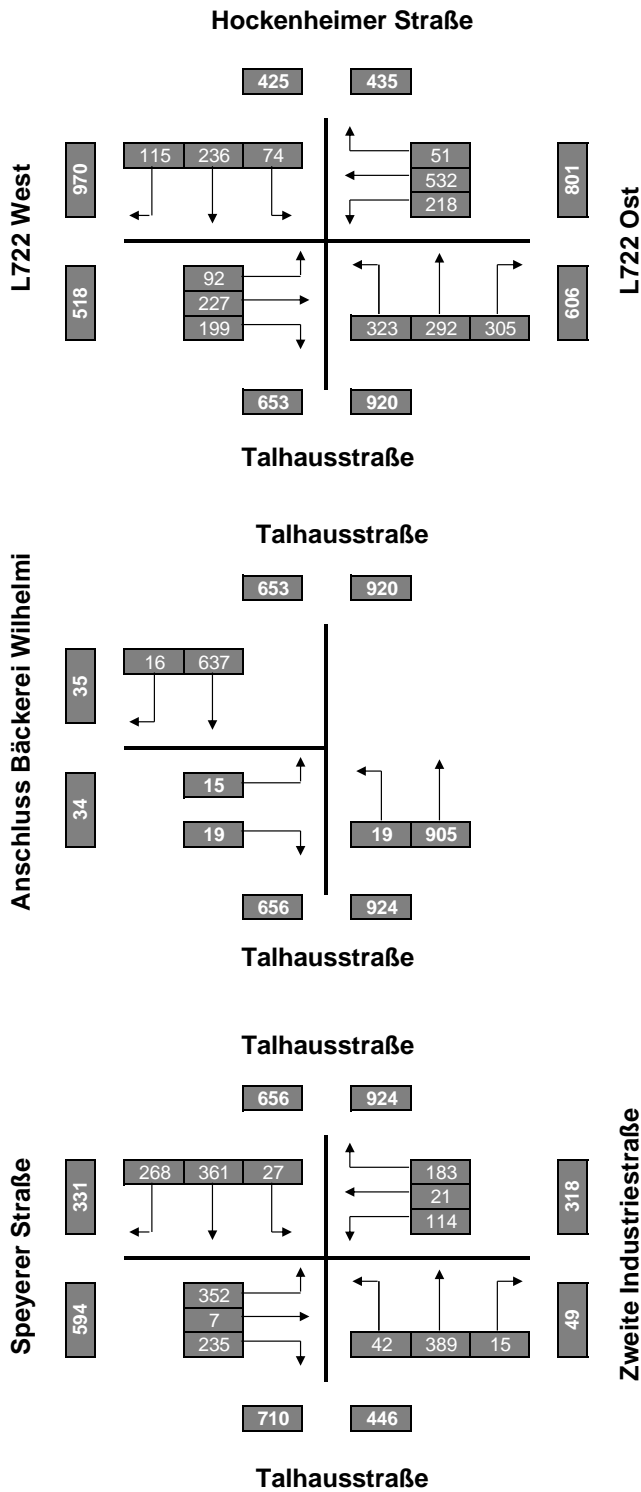 Hockenheimer Straße
425 435
L722 West
970
115 236 74
51
532
218
801
L722 Ost
518
92
227
199
323 292 305
606
653 920
Talhausstraße
Talhausstraße
653 920
Anschluss Bäckerei Wilhelmi
35
16 637
34
15
19
19 905
656 924
Talhausstraße
Talhausstraße
656 924
Speyerer Straße
331
268 361 27
183
21
114
318
Zweite Industriestraße
594
352
7
235
42 389 15
49
710 446
Talhausstraße